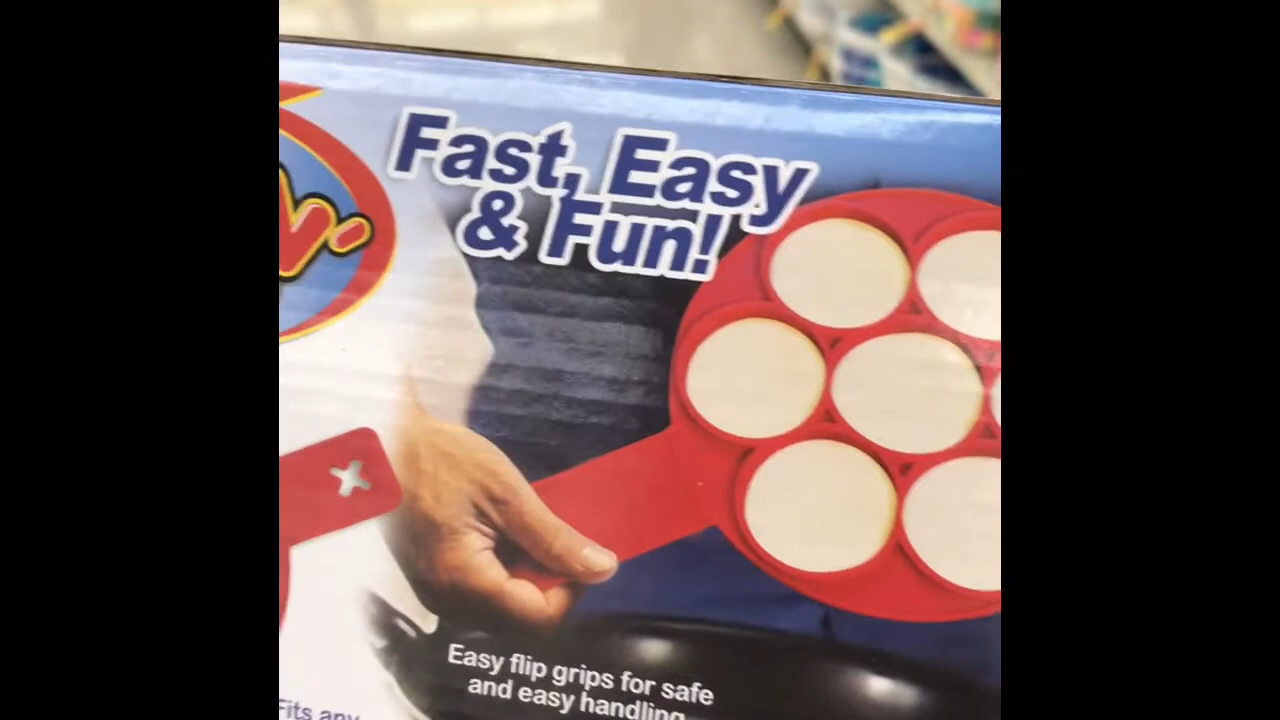 Fast, Easy
& Fun!
Easy flip grips for safe
and easy handling
Fits any